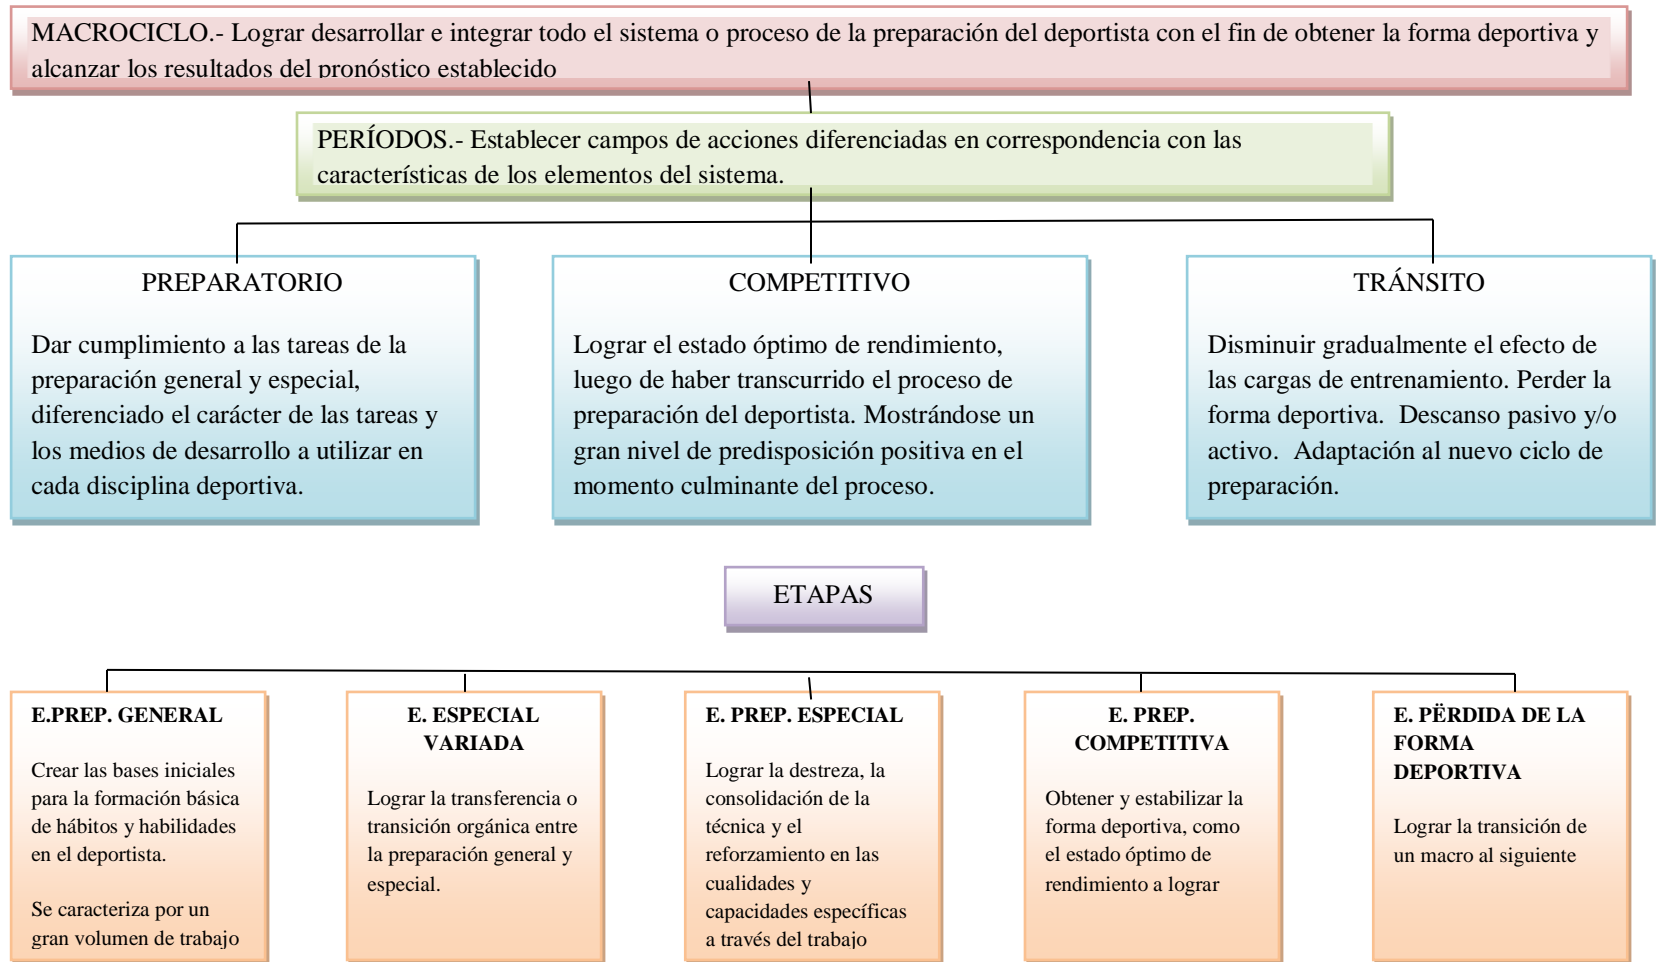 MACROCICLO.- Lograr desarrollar e integrar todo el sistema o proceso de la preparación del deportista con el fin de obtener la forma deportiva y
alcanzar los resultados del pronóstico establecido
PERÍODOS.- Establecer campos de acciones diferenciadas en correspondencia con las
características de los elementos del sistema.
PREPARATORIO
Dar cumplimiento a las tareas de la
preparación general y especial,
diferenciado el carácter de las tareas y
los medios de desarrollo a utilizar en
cada disciplina deportiva.
COMPETITIVO
Lograr el estado óptimo de rendimiento,
luego de haber transcurrido el proceso de
preparación del deportista. Mostrándose un
gran nivel de predisposición positiva en el
momento culminante del proceso.
TRÁNSITO
Disminuir gradualmente el efecto de
las cargas de entrenamiento. Perder la
forma deportiva. Descanso pasivo y/o
activo. Adaptación al nuevo ciclo de
preparación.
ETAPAS
E.PREP. GENERAL
Crear las bases iniciales
para la formación básica
de hábitos y habilidades
en el deportista.
Se caracteriza por un
gran volumen de trabajo
E. ESPECIAL
VARIADA
Lograr la transferencia o
transición orgánica entre
la preparación general y
especial.
E. PREP. ESPECIAL
Lograr la destreza, la
consolidación de la
técnica y el
reforzamiento en las
cualidades y
capacidades específicas
a través del trabajo
E. PREP.
COMPETITIVA
Obtener y estabilizar la
forma deportiva, como
el estado óptimo de
rendimiento a lograr
E. PËRDIDA DE LA
FORMA
DEPORTIVA
Lograr la transición de
un macro al siguiente